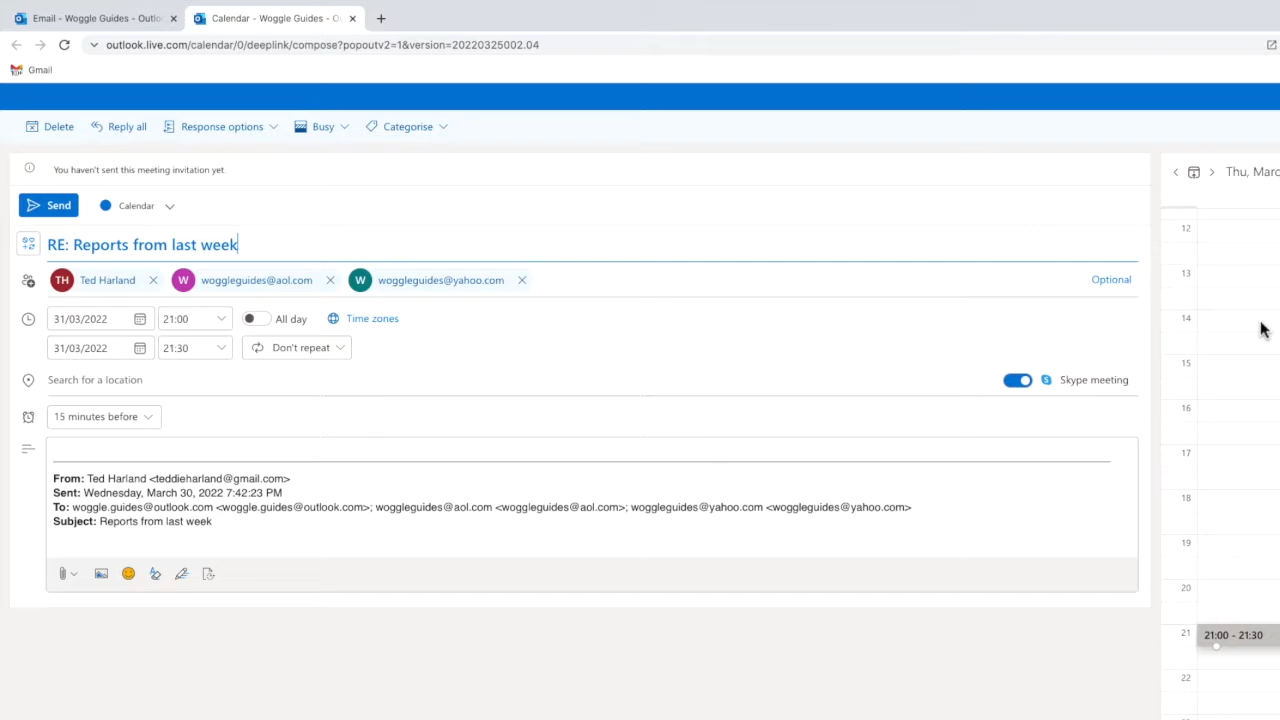 Email - Woggle Guides - Outlo
Calendar - Woggle Guides - O
outlook.live.com/calendar/0/deeplink/compose?popoutv2=1&version=20220325002.04
Gmail
Delete Reply all Response options Busy Categorise
You haven't sent this meeting invitation yet.
Send Calendar
RE: Reports from last week
TH Ted Harland W woggleguides@aol.com W woggleguides@yahoo.com Optional
31/03/2022 21:00 All day Time zones
31/03/2022 21:30 Don't repeat
Search for a location Skype meeting
15 minutes before
From: Ted Harland <teddieharland@gmail.com>
Sent: Wednesday, March 30, 2022 7:42:23 PM
To: woggle.guides@outlook.com <woggle.guides@outlook.com>; woggleguides@aol.com <woggleguides@aol.com>; woggleguides@yahoo.com <woggleguides@yahoo.com>
Subject: Reports from last week
Thu, Marc
12
13
14
15
16
17
18
19
20
21 21:00 - 21:30
22